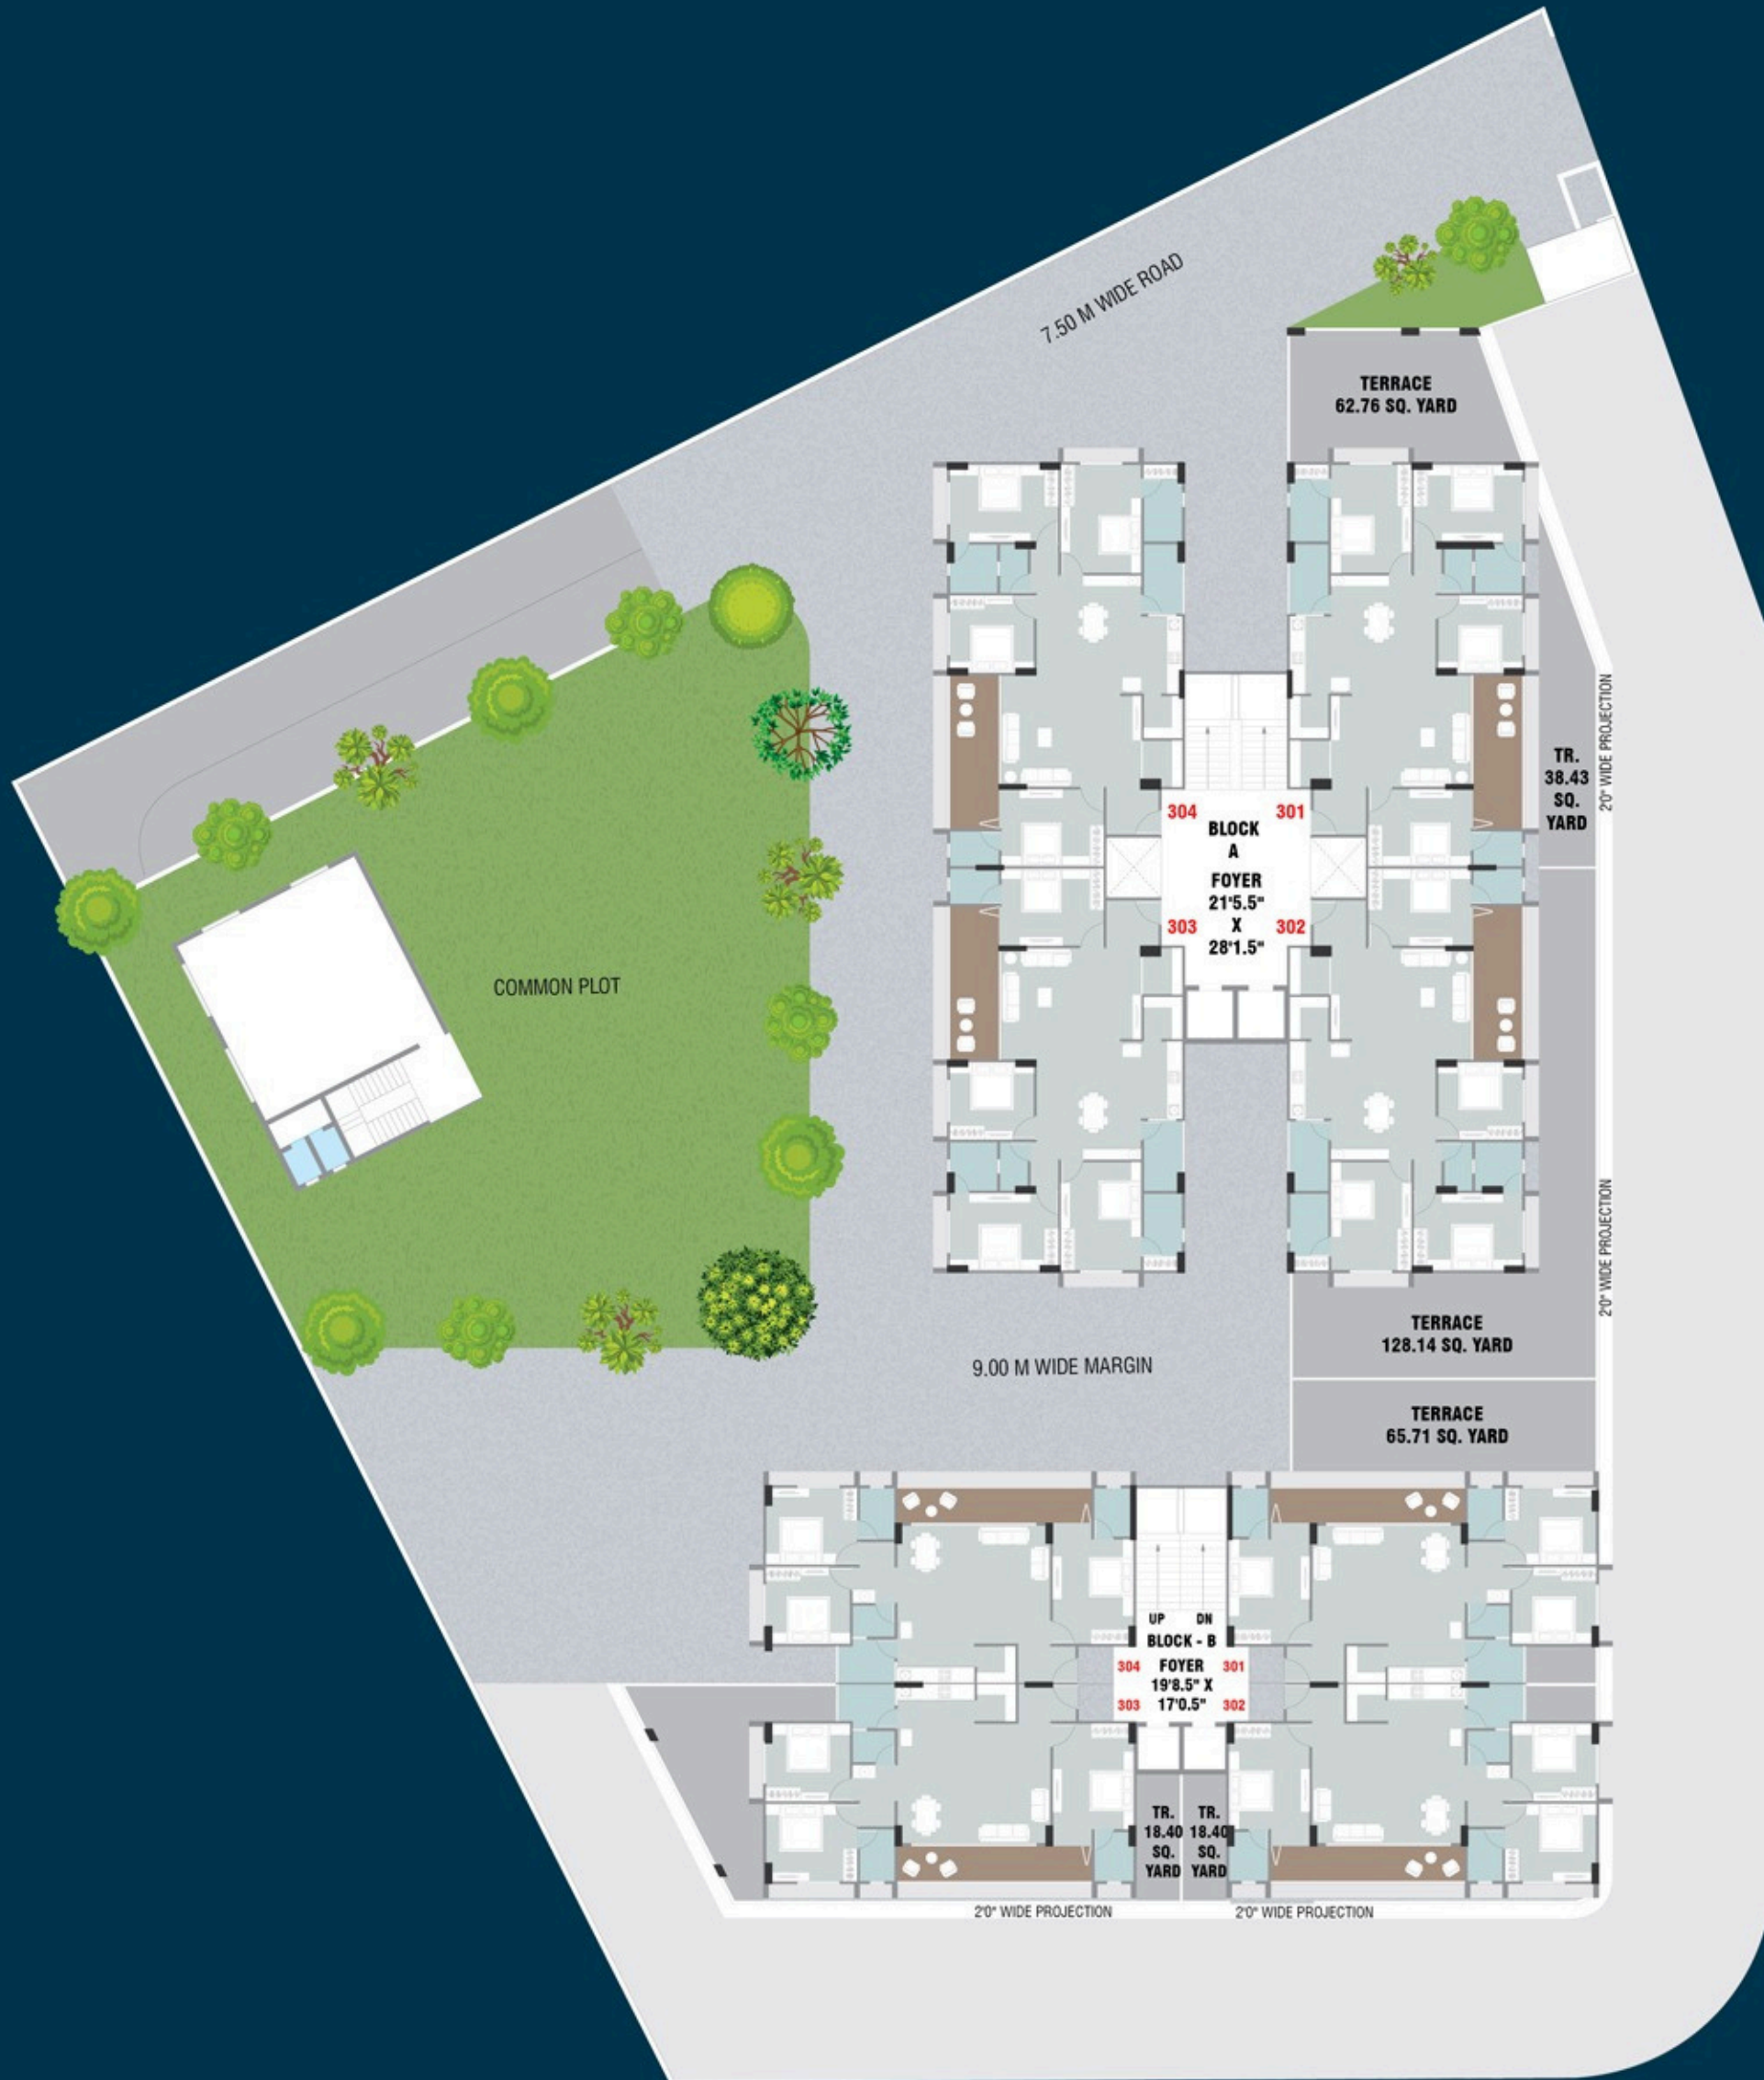 7.50 M WIDE ROAD
TERRACE
62.76 SQ. YARD
2'0" WIDE PROJECTION
TR.
38.43
SQ.
YARD
304
301
BLOCK
A
FOYER
21'5.5"
X
28'1.5"
303
302
COMMON PLOT
2'0" WIDE PROJECTION
TERRACE
128.14 SQ. YARD
9.00 M WIDE MARGIN
TERRACE
65.71 SQ. YARD
UP DN
BLOCK - B
304 FOYER 301
19'8.5" X
303 17'0.5" 302
TR. TR.
18.40 18.40
SQ. SQ.
YARD YARD
2'0" WIDE PROJECTION
2'0" WIDE PROJECTION